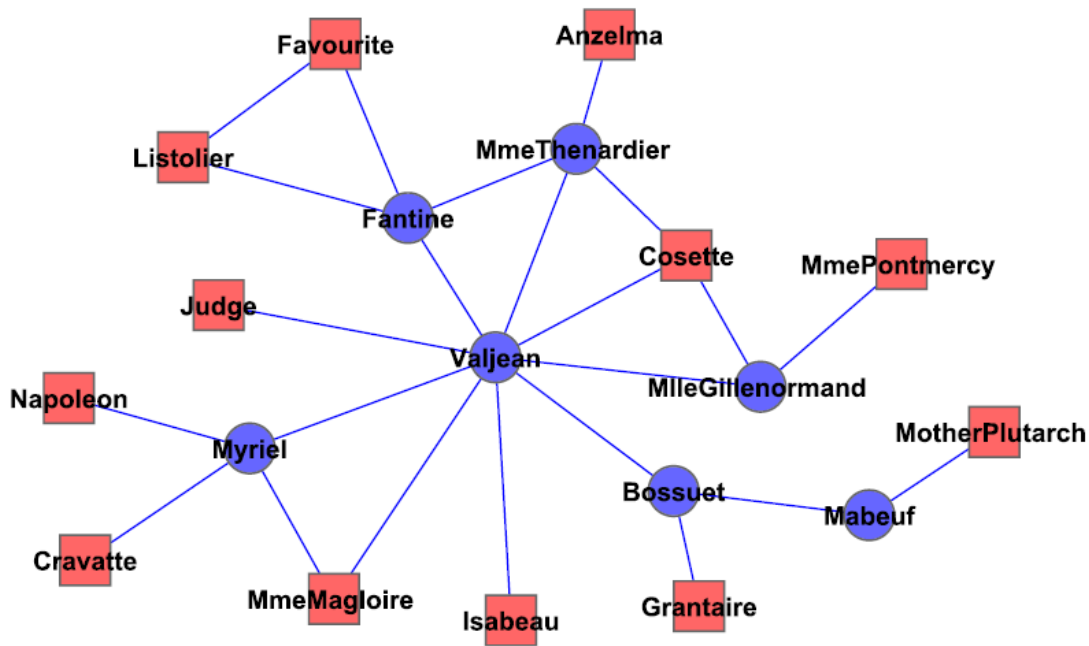 Anzelma
Favourite
MmeThenardier
Listolier
Fantine
Cosette
MmePontmercy
Judge
Valjean
MlleGillenormand
Napoleon
MotherPlutarch
Myriel
Bossuet
Mabeuf
Cravatte
MmeMagloire
Grantaire
Isabeau